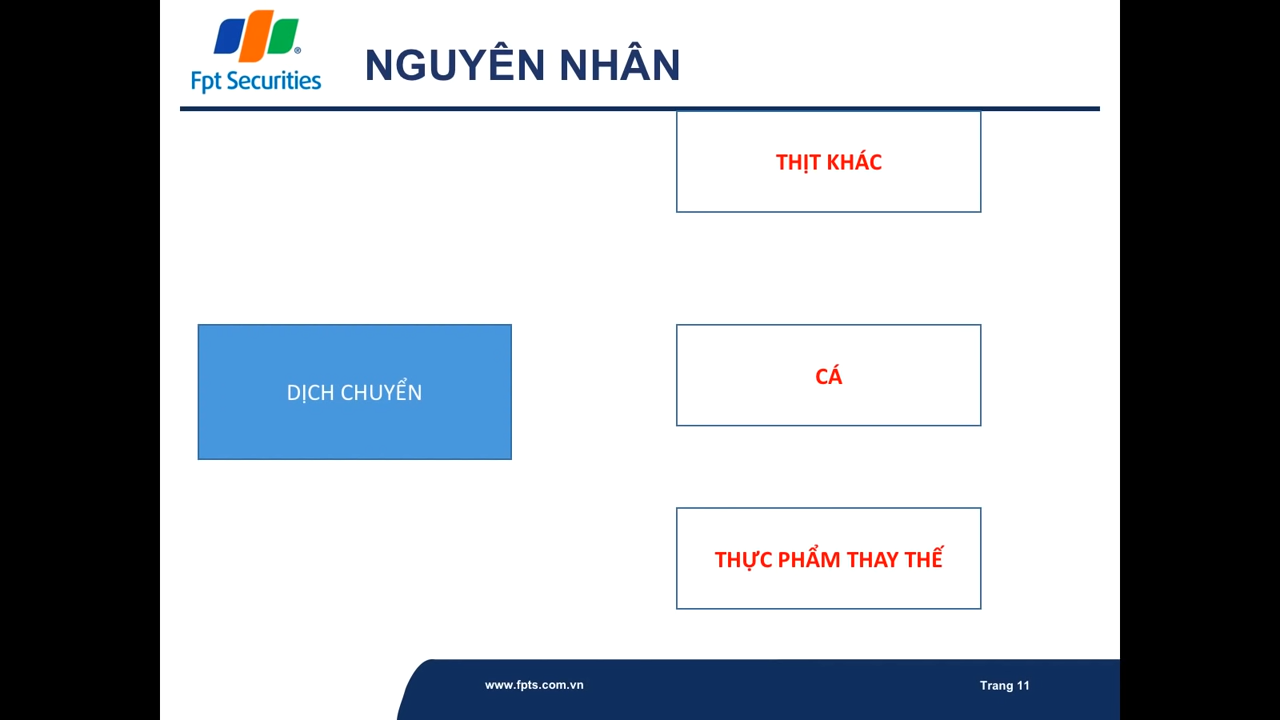 Fpt Securities
NGUYÊN NHÂN
THỊT KHÁC
DỊCH CHUYỂN
CÁ
THỰC PHẨM THAY THẾ
www.fpts.com.vn
Trang 11